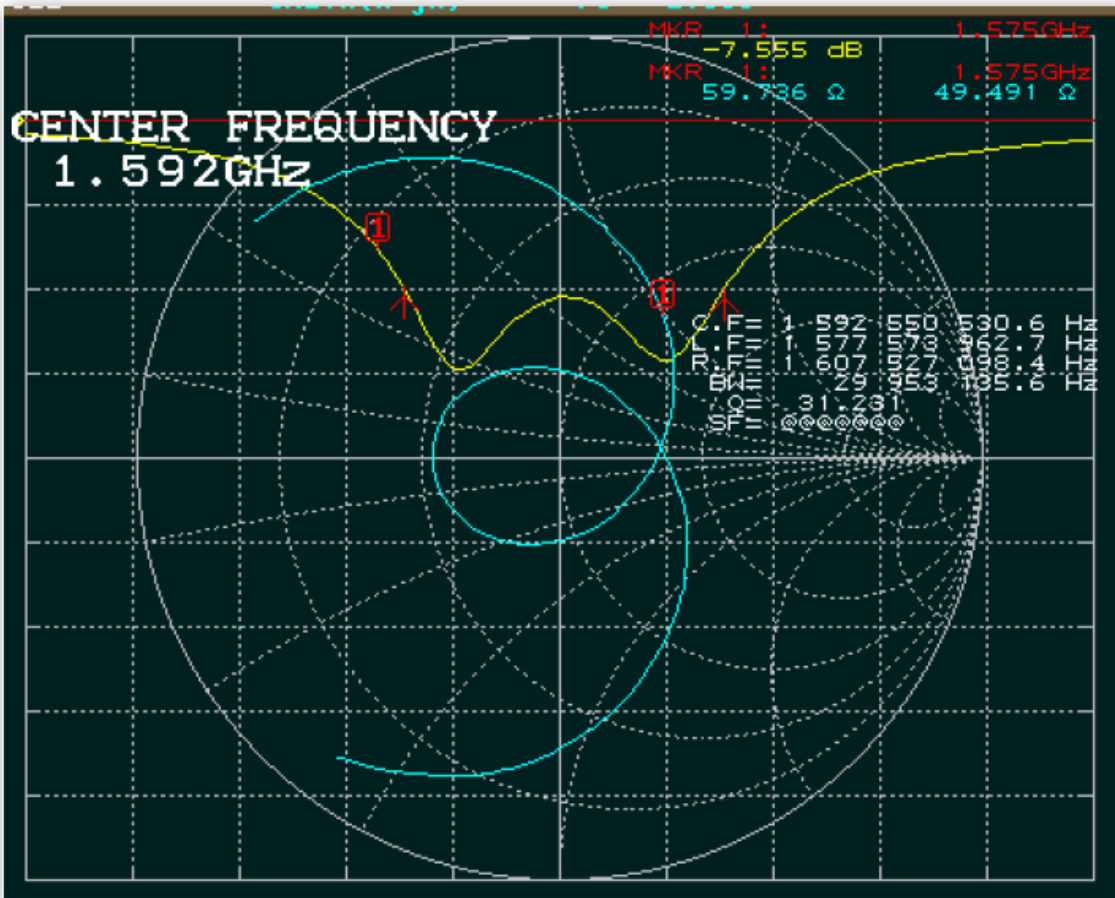 MKR 1: 1.575GHz
-7.555 dB
MKR 1: 1.575GHz
59.736 Ω 49.491 Ω
CENTER FREQUENCY
1.592GHz
1
1
C.F= 1 592 550 530.6 Hz
L.F= 1 577 573 962.7 Hz
R.F= 1 607 527 098.4 Hz
BW= 29 953 135.6 Hz
Q= 31.231
SF= @@@@@@@